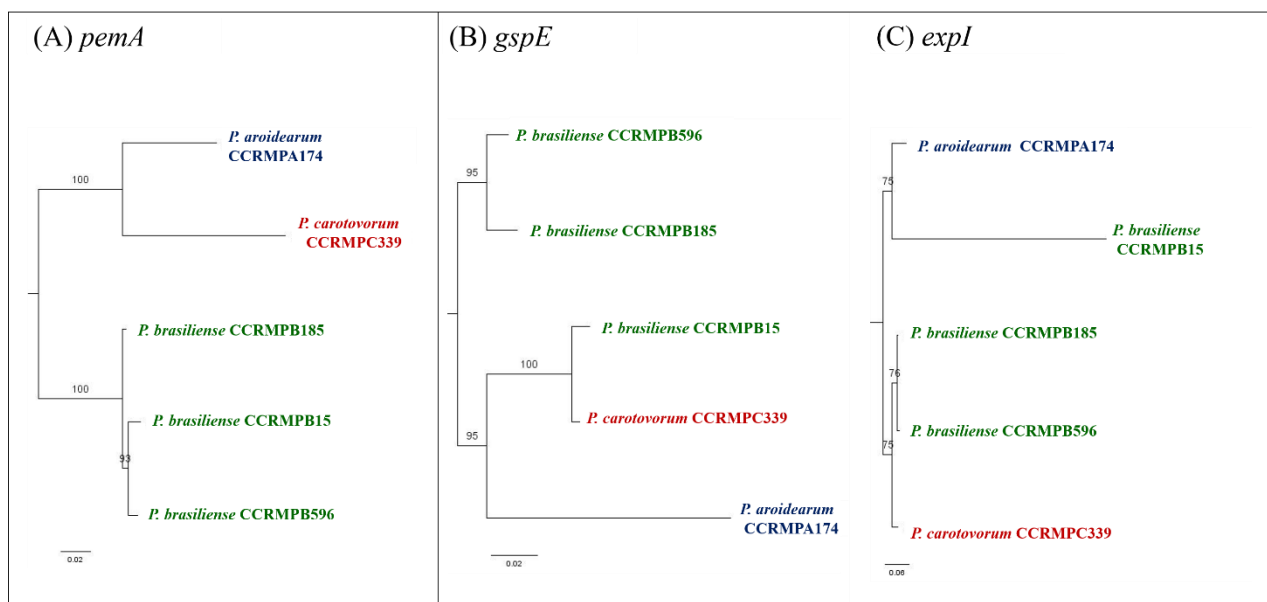 (A) pemA
P. aroidearum
CCRMPA174
100
P. carotovorum
CCRMPC339
P. brasiliense CCRMPB185
100
P. brasiliense CCRMPB15
93
P. brasiliense CCRMPB596
0.02
(B) gspE
P. brasiliense CCRMPB596
95
P. brasiliense CCRMPB185
P. brasiliense CCRMPB15
100
P. carotovorum CCRMPC339
95
P. aroidearum
CCRMPA174
0.02
(C) expI
P. aroidearum CCRMPA174
75
P. brasiliense
CCRMPB15
P. brasiliense CCRMPB185
76
P. brasiliense CCRMPB596
75
P. carotovorum CCRMPC339
0.06